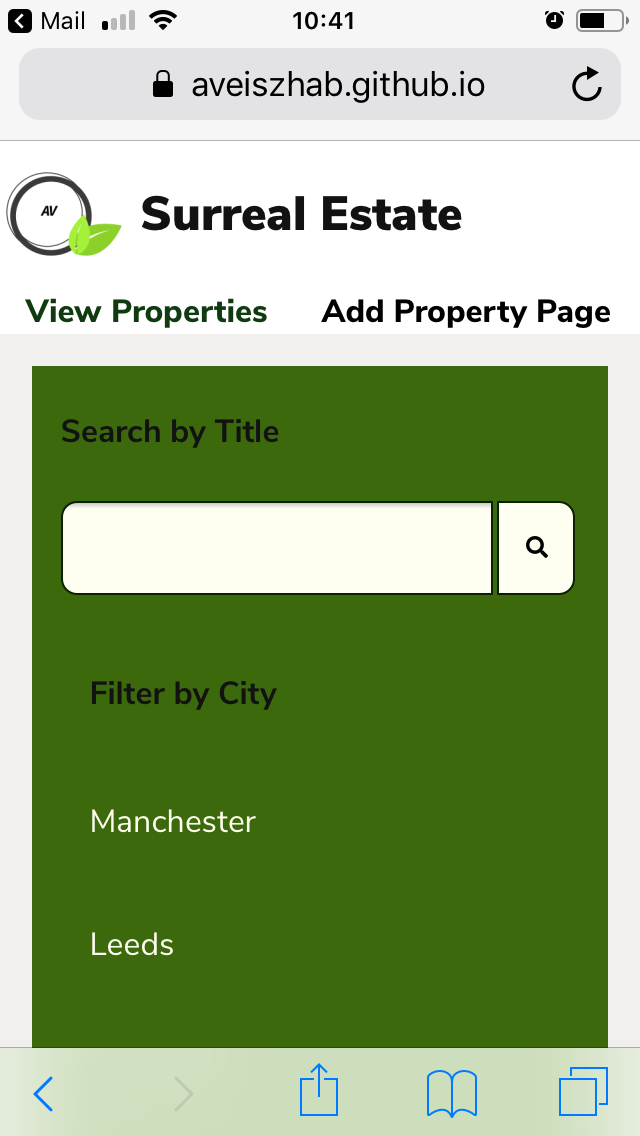 Mail 10:41
aveiszhab.github.io
AV
Surreal Estate
View Properties Add Property Page
Search by Title
Filter by City
Manchester
Leeds